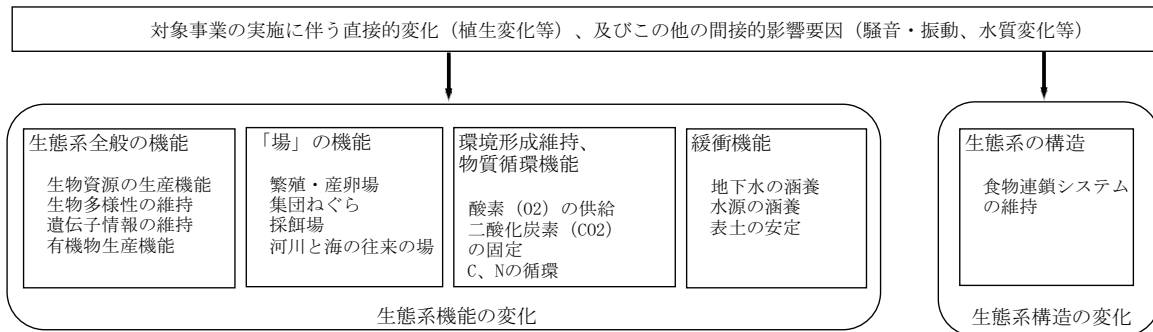 対象事業の実施に伴う直接的変化（植生変化等）、及びこの他の間接的影響要因（騒音・振動、水質変化等）
生態系全般の機能
生物資源の生産機能
生物多様性の維持
遺伝子情報の維持
有機物生産機能
「場」の機能
繁殖・産卵場
集団ねぐら
採餌場
河川と海の往来の場
環境形成維持、
物質循環機能
酸素（O2）の供給
二酸化炭素（CO2）
の固定
C、Nの循環
緩衝機能
地下水の涵養
水源の涵養
表土の安定
生態系機能の変化
生態系の構造
食物連鎖システム
の維持
生態系構造の変化